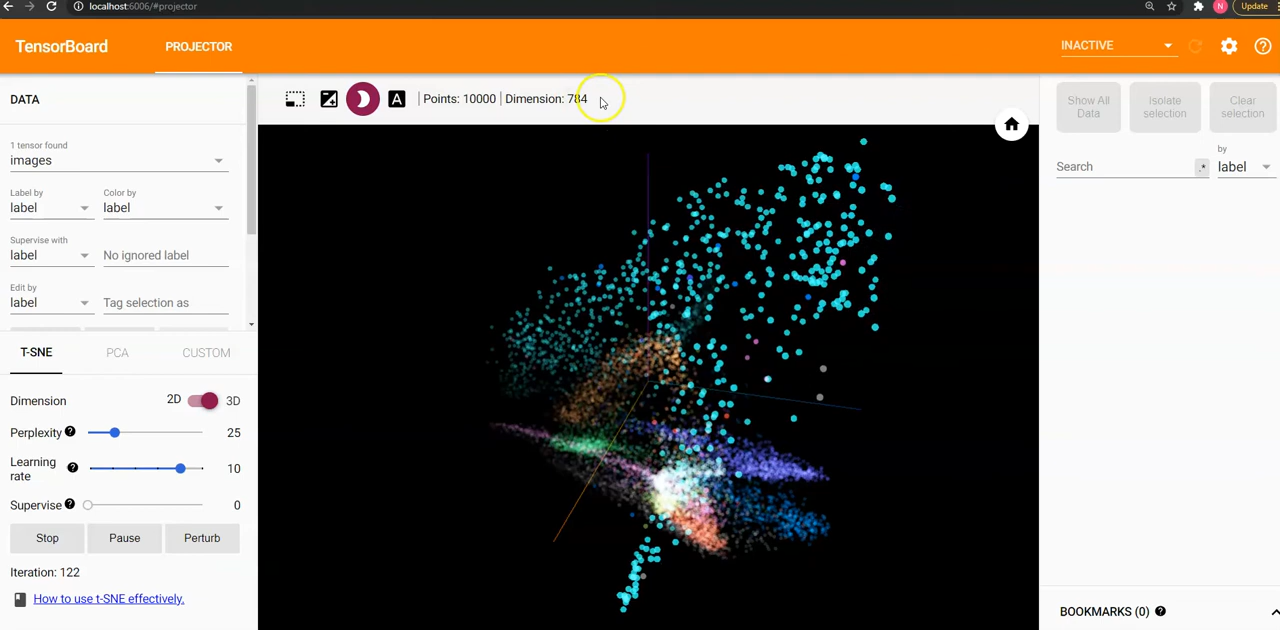 localhost:6006/#projector
N
Update
TensorBoard
PROJECTOR
INACTIVE
DATA
A
Points: 10000
Dimension: 784
Show All Data
Isolate selection
Clear selection
1 tensor found
images
by
Search
.*
label
Label by
Color by
label
label
Supervise with
label
No ignored label
Edit by
label
Tag selection as
T-SNE
PCA
CUSTOM
Dimension
2D
3D
Perplexity
25
Learning rate
10
Supervise
0
Stop
Pause
Perturb
Iteration: 122
How to use t-SNE effectively.
BOOKMARKS (0)